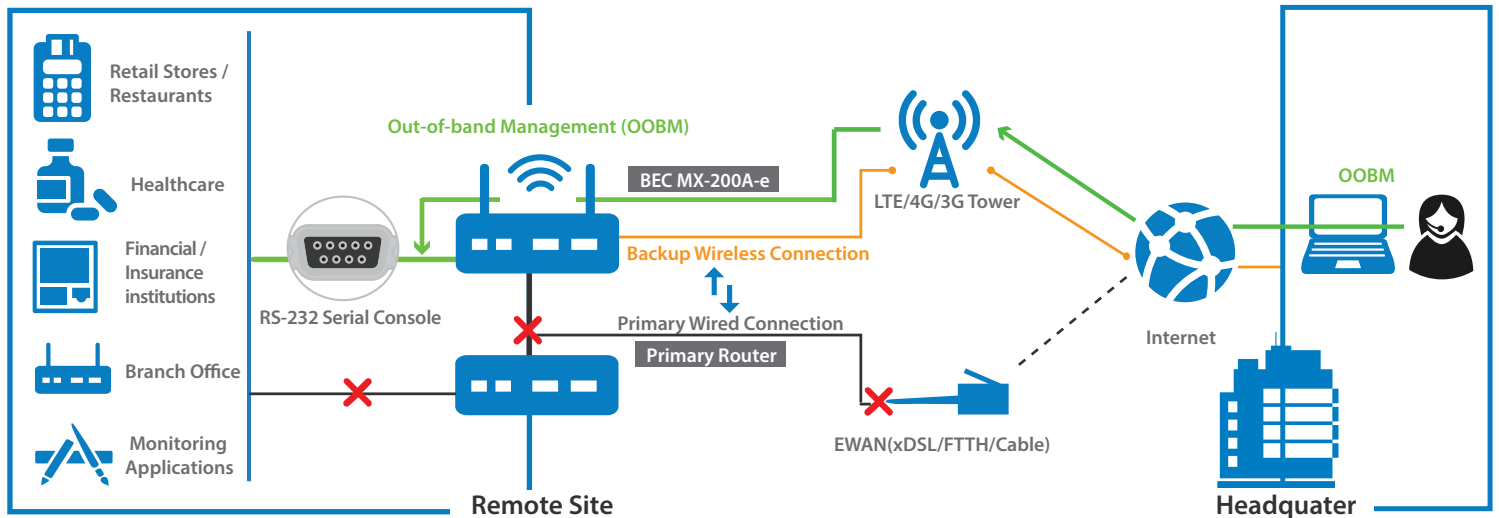 Retail Stores /
Restaurants
Healthcare
Financial /
Insurance
institutions
Branch Office
Monitoring
Applications
Out-of-band Management (OOBM)
RS-232 Serial Console
BEC MX-200A-e
Backup Wireless Connection
Primary Wired Connection
Primary Router
LTE/4G/3G Tower
EWAN(xDSL/FTTH/Cable)
Internet
OOBM
Remote Site
Headquater